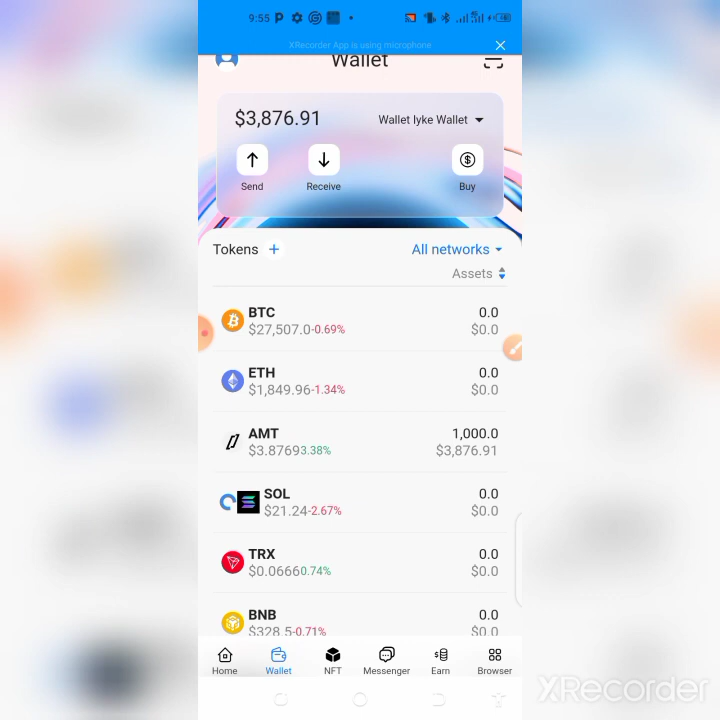 9:55
XRecorder App is using microphone
Wallet
$3,876.91 Wallet lyke Wallet
Send Receive Buy
Tokens + All networks
Assets
BTC 0.0
$27,507.0-0.69% $0.0
ETH 0.0
$1,849.96-1.34% $0.0
AMT 1,000.0
$3.87693.38% $3,876.91
SOL 0.0
$21.24-2.67% $0.0
TRX 0.0
$0.06660.74% $0.0
BNB 0.0
$328.5-0.71% $0.0
Home Wallet NFT Messenger Earn Browser
XRecorder